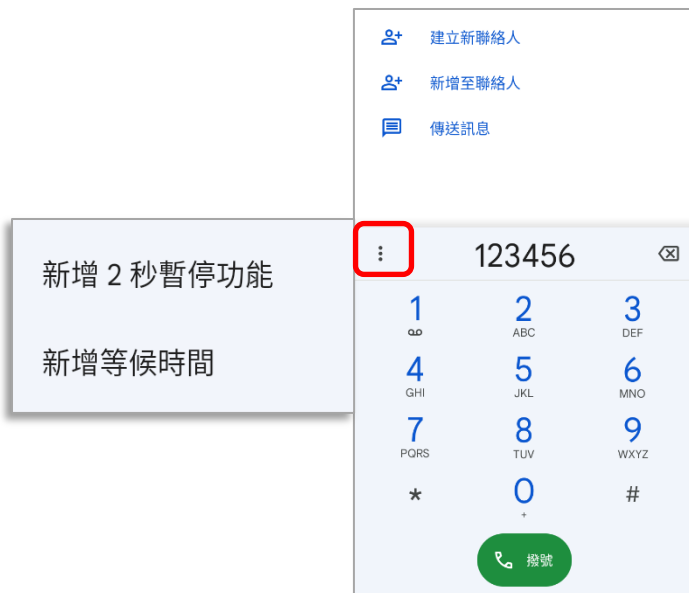 建立新聯絡人
新增至聯絡人
傳送訊息
新增 2 秒暫停功能
新增等候時間
123456
1 2 3
ABC DEF
4 5 6
GHI JKL MNO
7 8 9
PQRS TUV WXYZ
* 0 #
+
撥號